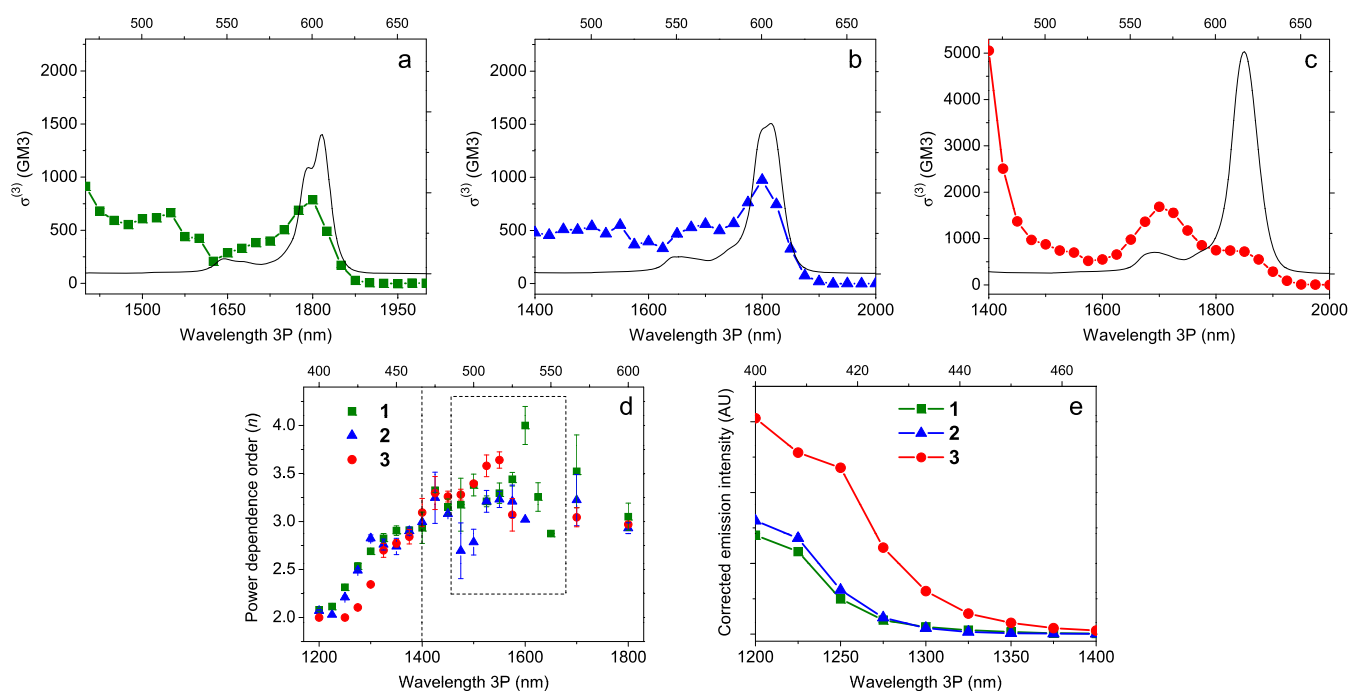 500 550 600 650
a
2000
1500
1000
500
0
σ(3) (GM3)
1500 1650 1800 1950
Wavelength 3P (nm)
500 550 600 650
b
2000
1500
1000
500
0
σ(3) (GM3)
1400 1600 1800 2000
Wavelength 3P (nm)
500 550 600 650
c
5000
4000
3000
2000
1000
0
σ(3) (GM3)
1400 1600 1800 2000
Wavelength 3P (nm)
400 450 500 550 600
d
1
2
3
4.0
3.5
3.0
2.5
2.0
Power dependence order (n)
1200 1400 1600 1800
Wavelength 3P (nm)
400 420 440 460
e
1
2
3
Corrected emission intensity (AU)
1200 1250 1300 1350 1400
Wavelength 3P (nm)